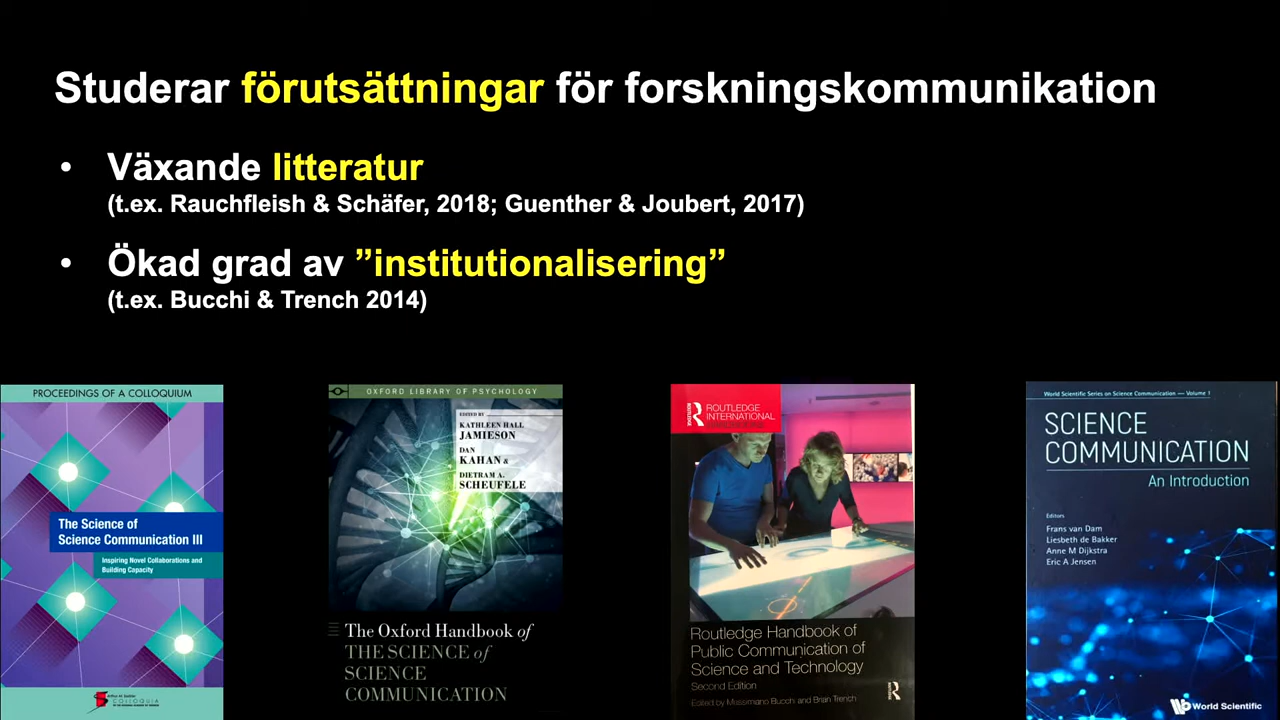 Studerar förutsättningar för forskningskommunikation
• Växande litteratur
(t.ex. Rauchfleish & Schäfer, 2018; Guenther & Joubert, 2017)
• Ökad grad av ”institutionalisering”
(t.ex. Bucchi & Trench 2014)
PROCEEDINGS OF A COLLOQUIUM
The Science of
Science Communication III
Inspiring Novel Collaborations and
Building Capacity
COLLOQUIA
OXFORD LIBRARY OF PSYCHOLOGY
EDITED BY
KATHLEEN HALL
JAMIESON
DAN
KAHAN &
DIETRAM A.
SCHEUFELE
The Oxford Handbook of
THE SCIENCE of
SCIENCE
COMMUNICATION
ROUTLEDGE
ROUTLEDGE
INTERNATIONAL
Routledge Handbook of
Public Communication of
Science and Technology
Second Edition
Edited by Massimiano Bucchi and Brian Trench
World Scientific Series on Science Communication — Volume 1
SCIENCE
COMMUNICATION
An Introduction
Editors
Frans van Dam
Liesbeth de Bakker
Anne M Dijkstra
Eric A Jensen
World Scientific